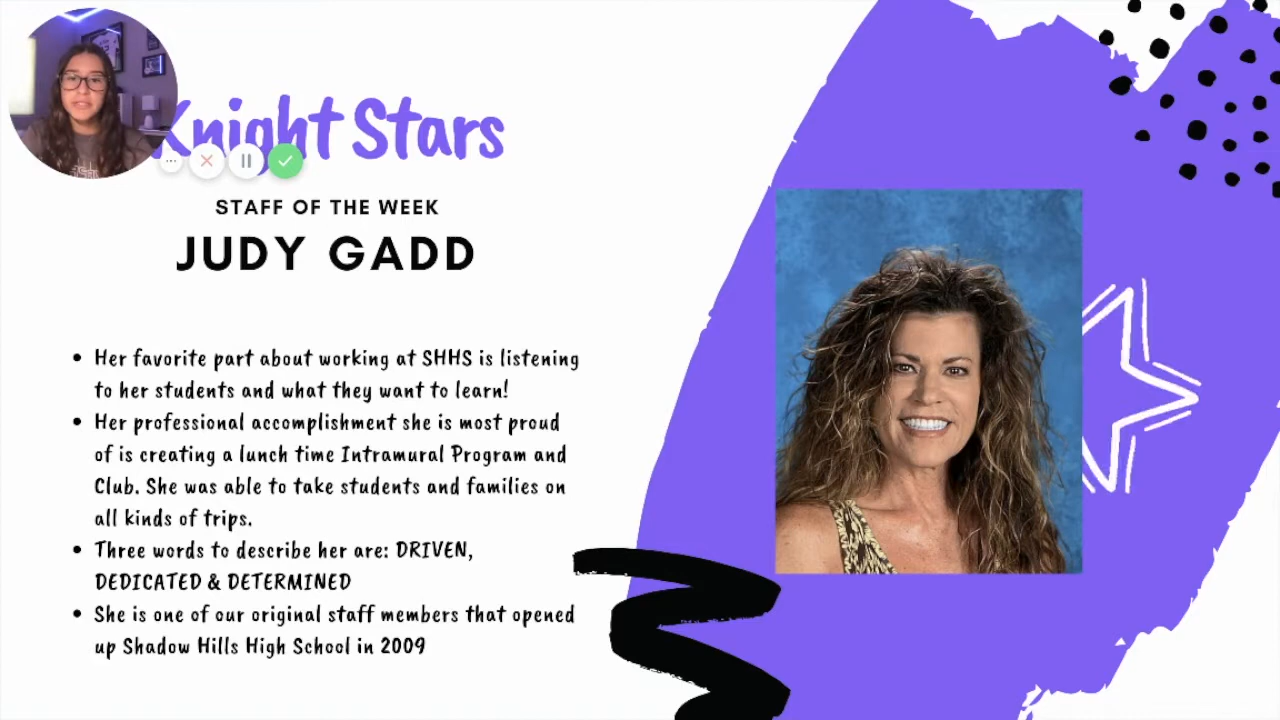 Knight Stars
STAFF OF THE WEEK
JUDY GADD
• Her favorite part about working at SHHS is listening
to her students and what they want to learn!
• Her professional accomplishment she is most proud
of is creating a lunch time Intramural Program and
Club. She was able to take students and families on
all kinds of trips.
• Three words to describe her are: DRIVEN,
DEDICATED & DETERMINED
• She is one of our original staff members that opened
up Shadow Hills High School in 2009